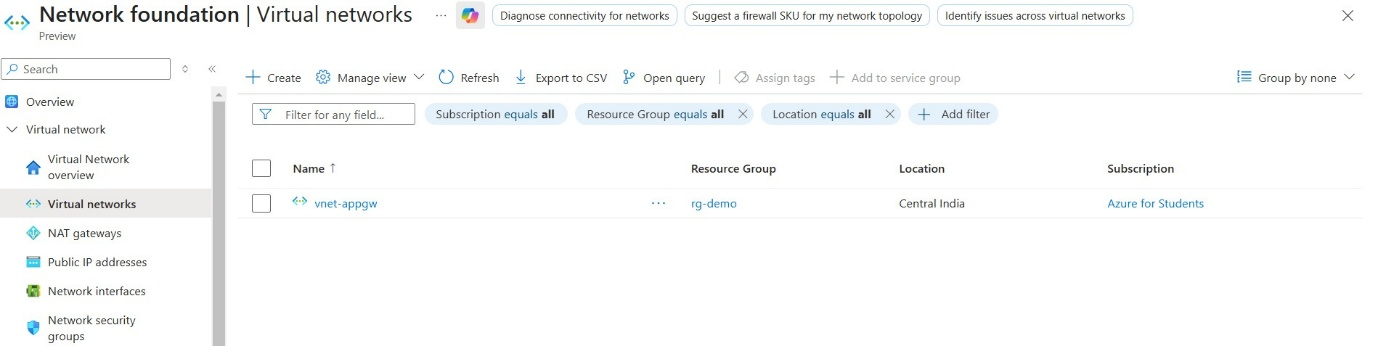 Network foundation | Virtual networks ... Diagnose connectivity for networks Suggest a firewall SKU for my network topology Identify issues across virtual networks
Preview
Search
Create Manage view Refresh Export to CSV Open query Assign tags Add to service group Group by none
Overview
Virtual network
Virtual Network
overview
Virtual networks
NAT gateways
Public IP addresses
Network interfaces
Network security
groups
Filter for any field... Subscription equals all Resource Group equals all Location equals all Add filter
Name ↑ Resource Group Location Subscription
vnet-appgw ... rg-demo Central India Azure for Students